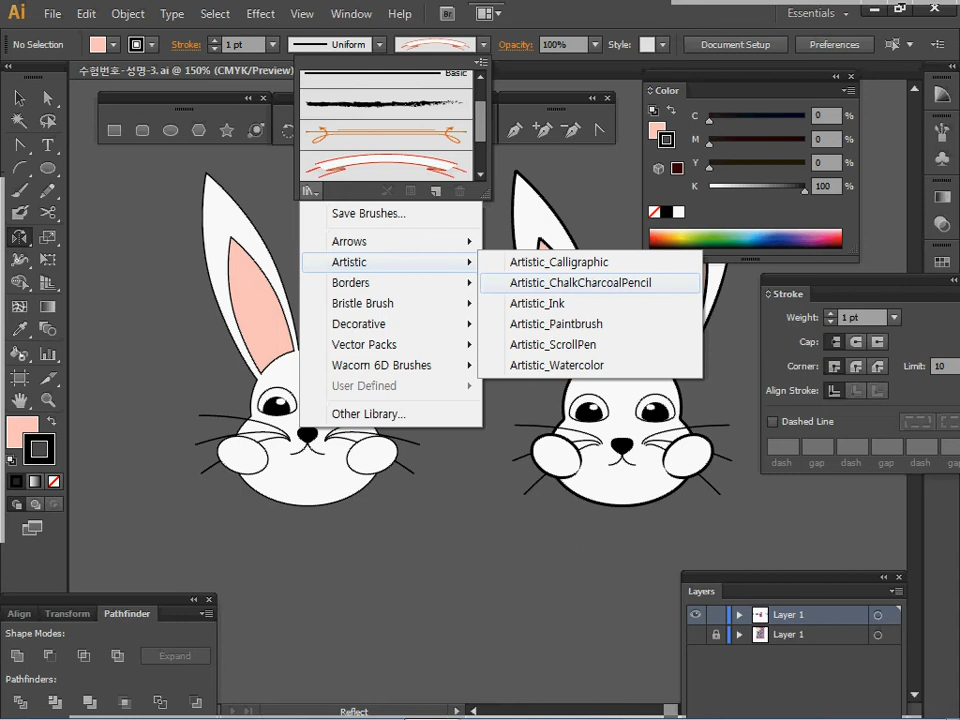 Ai File Edit Object Type Select Effect View Window Help Br Essentials
No Selection Stroke: 1 pt Uniform Opacity: 100% Style: Document Setup Preferences
수험번호-성명-3.ai @ 150% (CMYK/Preview)
Basic
Color
C 0 %
M 0 %
Y 0 %
K 100 %
Save Brushes...
Arrows
Artistic
Borders
Bristle Brush
Decorative
Vector Packs
Wacom 6D Brushes
User Defined
Other Library...
Artistic_Calligraphic
Artistic_ChalkCharcoalPencil
Artistic_Ink
Artistic_Paintbrush
Artistic_ScrollPen
Artistic_Watercolor
Stroke
Weight: 1 pt
Cap:
Corner: Limit: 10
Align Stroke:
Dashed Line
dash gap dash gap dash gap
Layers
Layer 1
Layer 1
Align Transform Pathfinder
Shape Modes:
Expand
Pathfinders:
Reflect